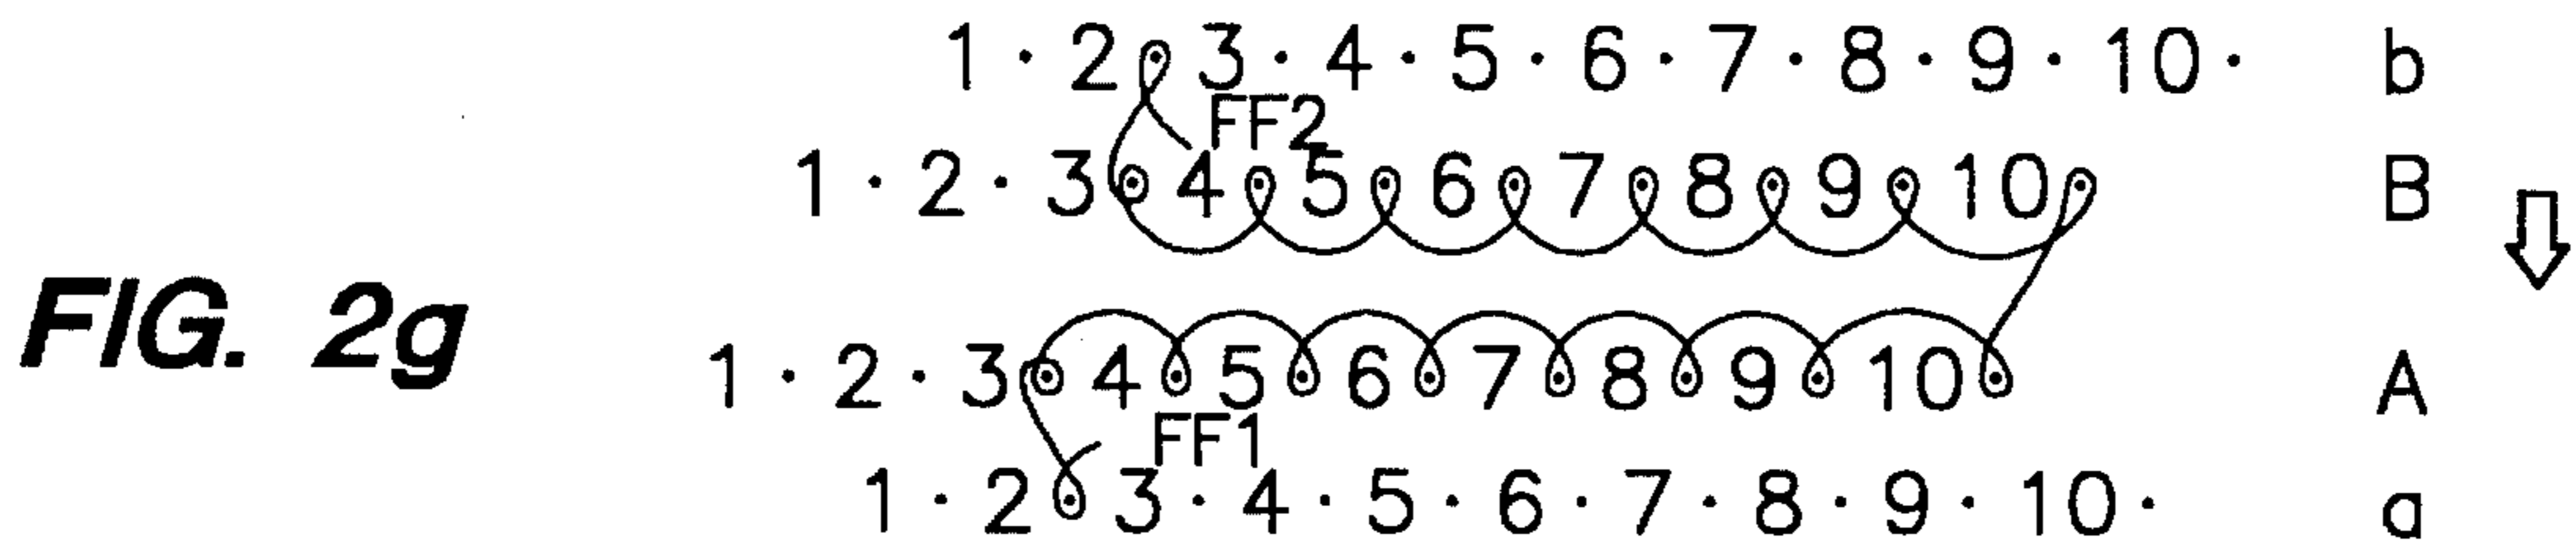 1 · 2 3 · 4 · 5 · 6 · 7 · 8 · 9 · 10 · b
FF2
1 · 2 · 3 4 5 6 7 8 9 10 B
FIG. 2g
1 · 2 · 3 4 5 6 7 8 9 10 A
FF1
1 · 2 3 · 4 · 5 · 6 · 7 · 8 · 9 · 10 · a